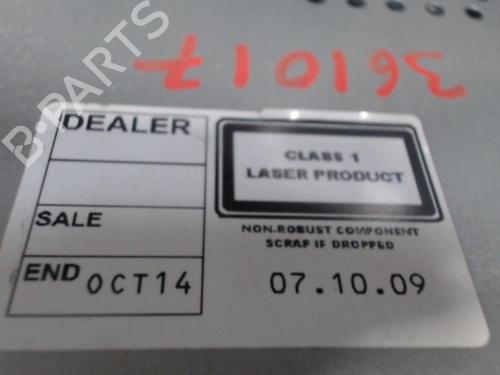 361017
B-PARTS
DEALER
CLASS 1
LASER PRODUCT
SALE
NON-ROBUST COMPONENT
SCRAP IF DROPPED
END OCT14
07.10.09